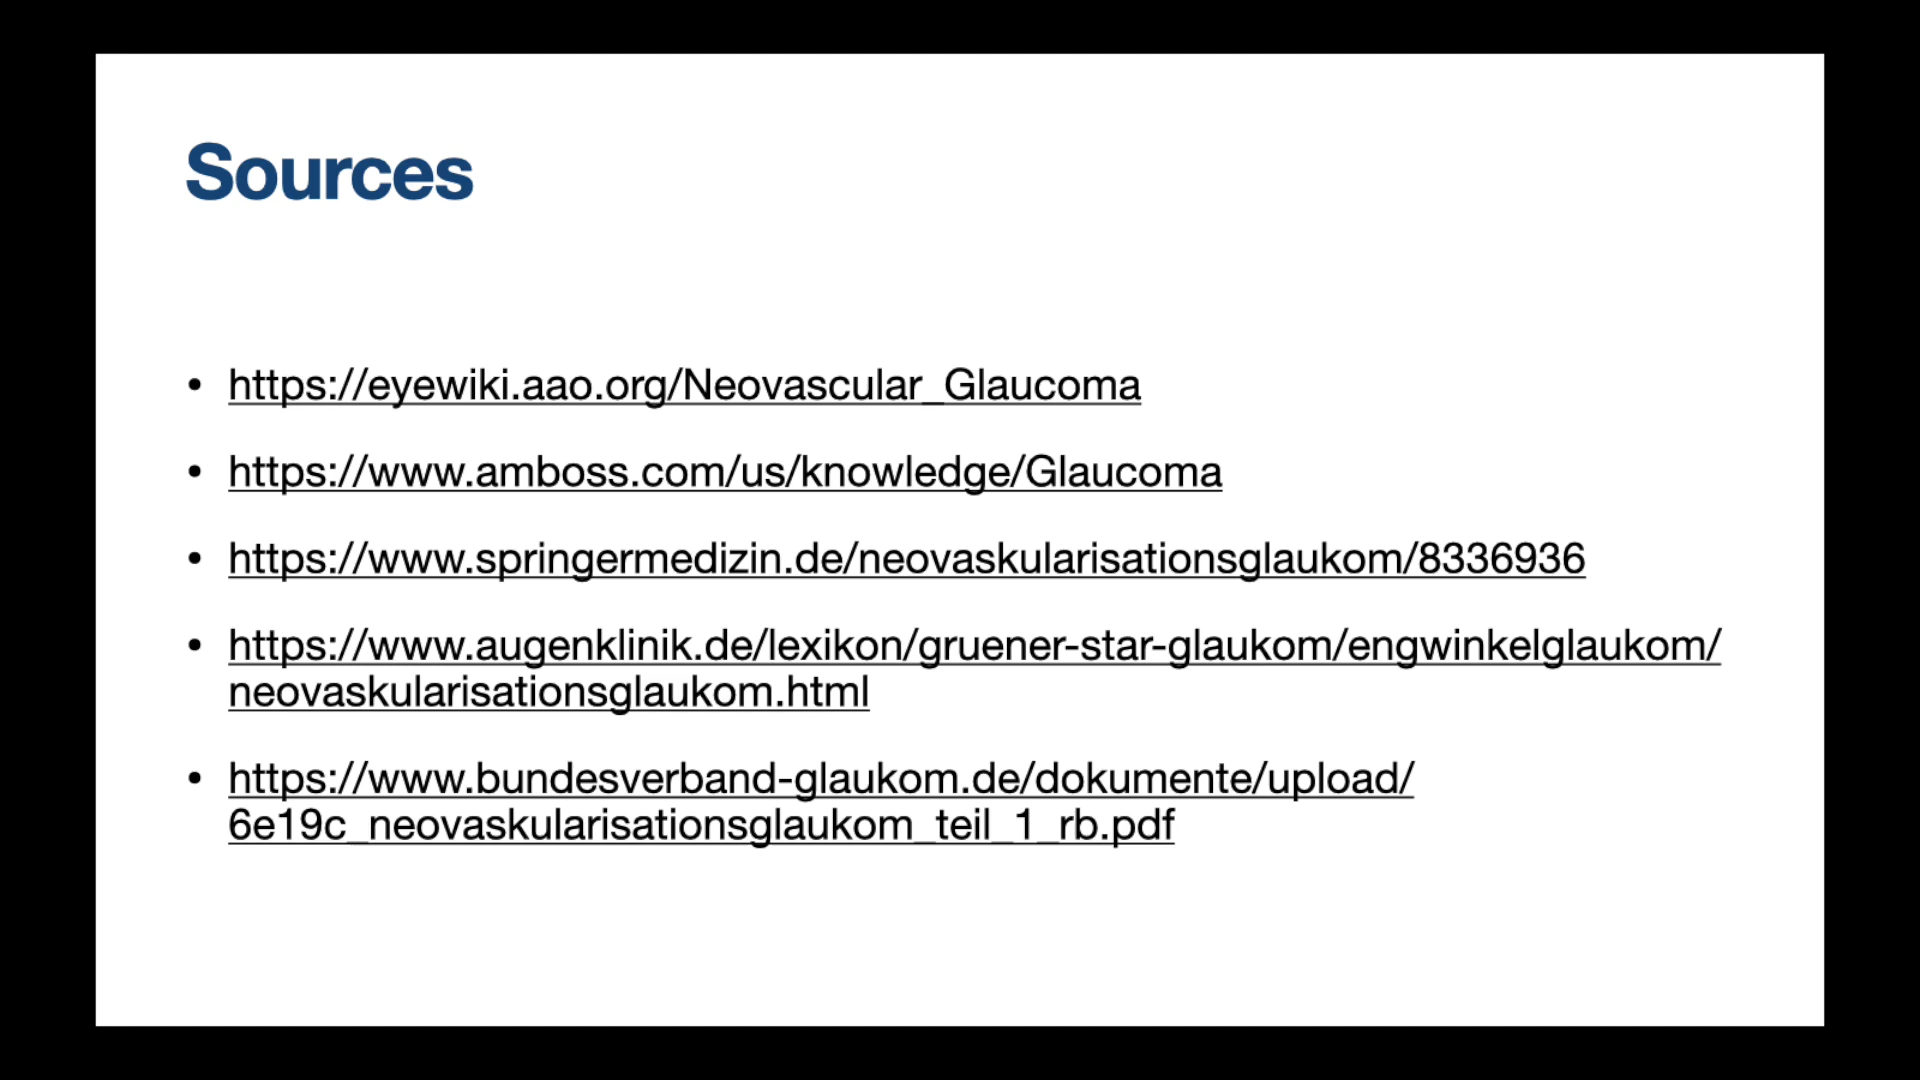 Sources
• https://eyewiki.aao.org/Neovascular_Glaucoma
• https://www.amboss.com/us/knowledge/Glaucoma
• https://www.springermedizin.de/neovaskularisationsglaukom/8336936
• https://www.augenklinik.de/lexikon/gruener-star-glaukom/engwinkelglaukom/
neovaskularisationsglaukom.html
• https://www.bundesverband-glaukom.de/dokumente/upload/
6e19c_neovaskularisationsglaukom_teil_1_rb.pdf